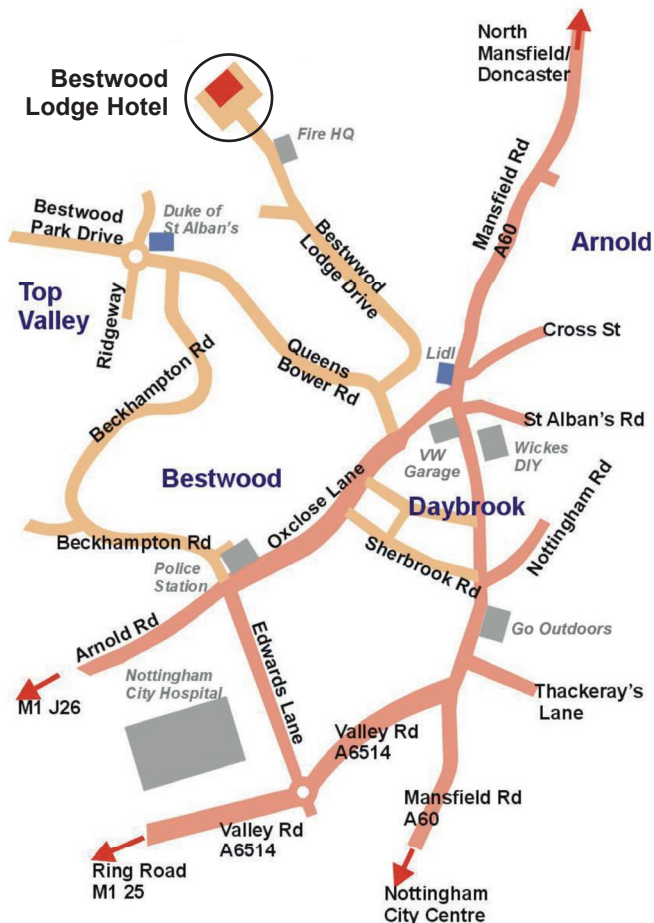 North
Mansfield/
Doncaster
Bestwood
Lodge Hotel
Fire HQ
Mansfield Rd
A60
Arnold
Bestwood
Park Drive
Duke of
St Alban's
Bestwwod
Lodge Drive
Top
Valley
Ridgeway
Cross St
Lidl
Queens
Bower Rd
Beckhampton Rd
St Alban's Rd
VW
Garage
Wickes
DIY
Bestwood
Oxclose Lane
Daybrook
Nottingham Rd
Beckhampton Rd
Sherbrook Rd
Police
Station
Arnold Rd
Edwards Lane
Go Outdoors
Nottingham
City Hospital
M1 J26
Thackeray's
Lane
Valley Rd
A6514
Mansfield Rd
A60
Valley Rd
A6514
Ring Road
M1 25
Nottingham
City Centre